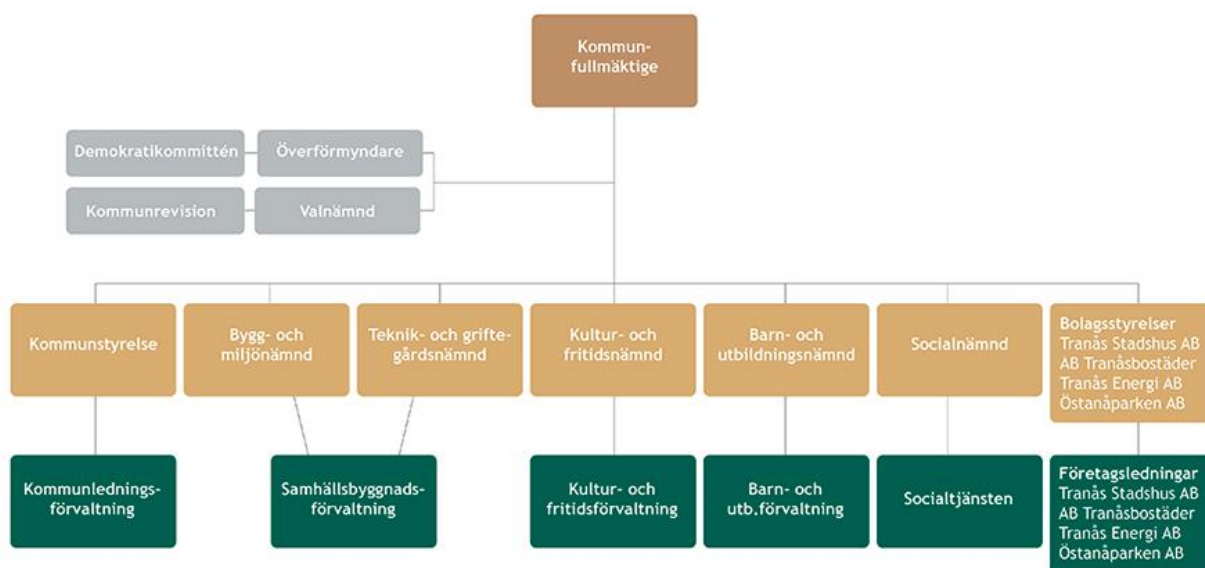 Kommun-
fullmäktige
Demokratikommittén
Överförmyndare
Kommunrevision
Valnämnd
Kommunstyrelse
Bygg- och
miljönämnd
Teknik- och grifte-
gårdsnämnd
Kultur- och
fritidsnämnd
Barn- och
utbildningsnämnd
Socialnämnd
Bolagsstyrelser
Tranås Stadshus AB
AB Tranåsbostäder
Tranås Energi AB
Östanåparken AB
Kommunlednings-
förvaltning
Samhällsbyggnads-
förvaltning
Kultur- och
fritidsförvaltning
Barn- och
utb.förvaltning
Socialtjänsten
Företagsledningar
Tranås Stadshus AB
AB Tranåsbostäder
Tranås Energi AB
Östanåparken AB